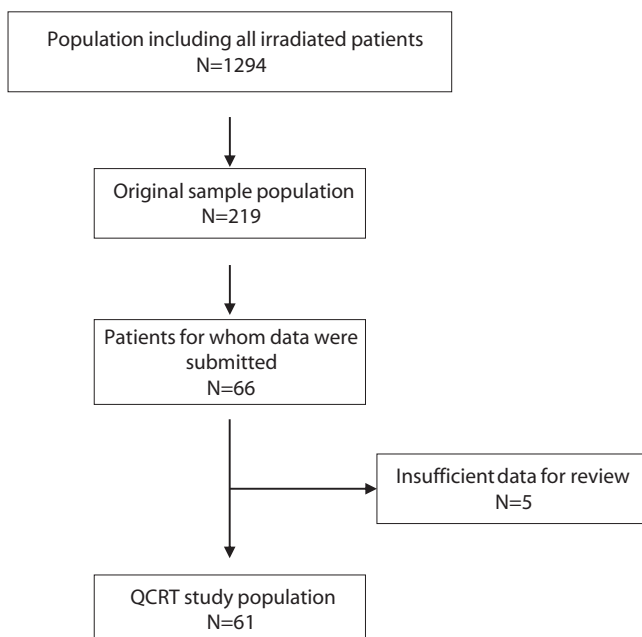 Population including all irradiated patients
N=1294
Original sample population
N=219
Patients for whom data were
submitted
N=66
Insufficient data for review
N=5
QCRT study population
N=61